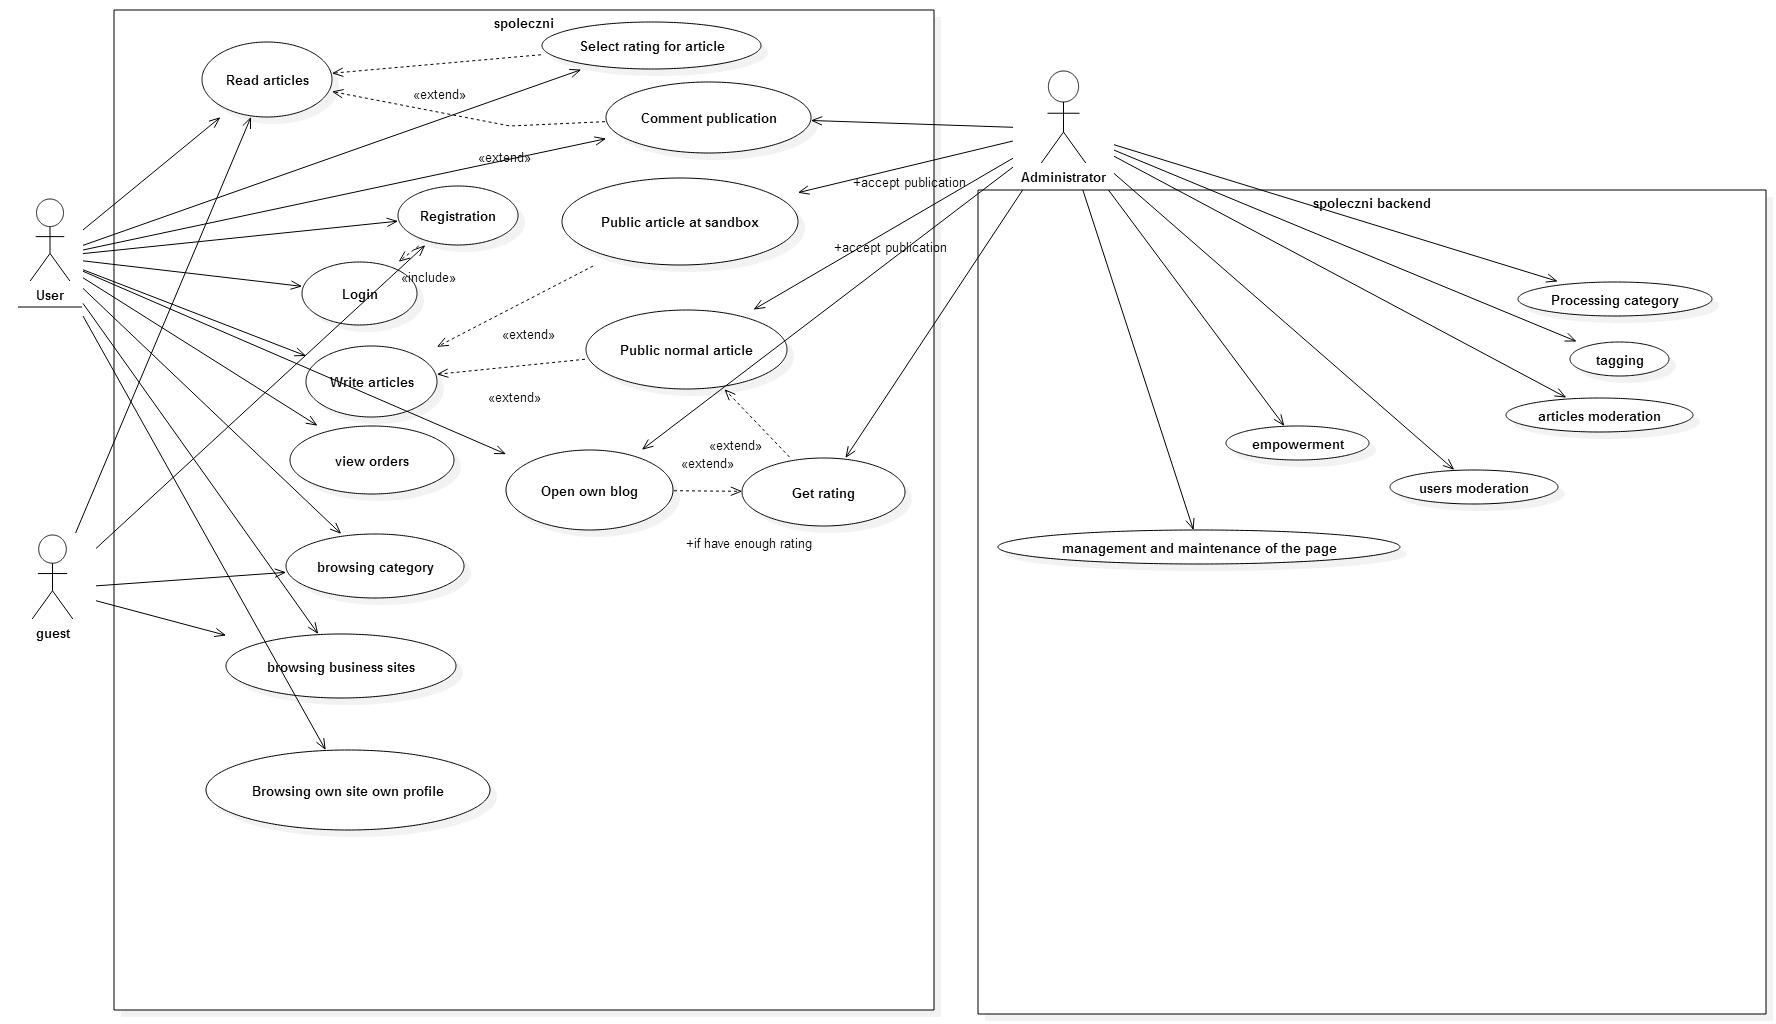 spoleczni
Select rating for article
Read articles
«extend»
Comment publication
«extend»
Administrator
+accept publication
spoleczni backend
Registration
Public article at sandbox
+accept publication
«include»
User
Login
Processing category
«extend»
Public normal article
tagging
Write articles
«extend»
articles moderation
«extend»
empowerment
view orders
«extend»
users moderation
Open own blog
Get rating
+if have enough rating
management and maintenance of the page
browsing category
guest
browsing business sites
Browsing own site own profile